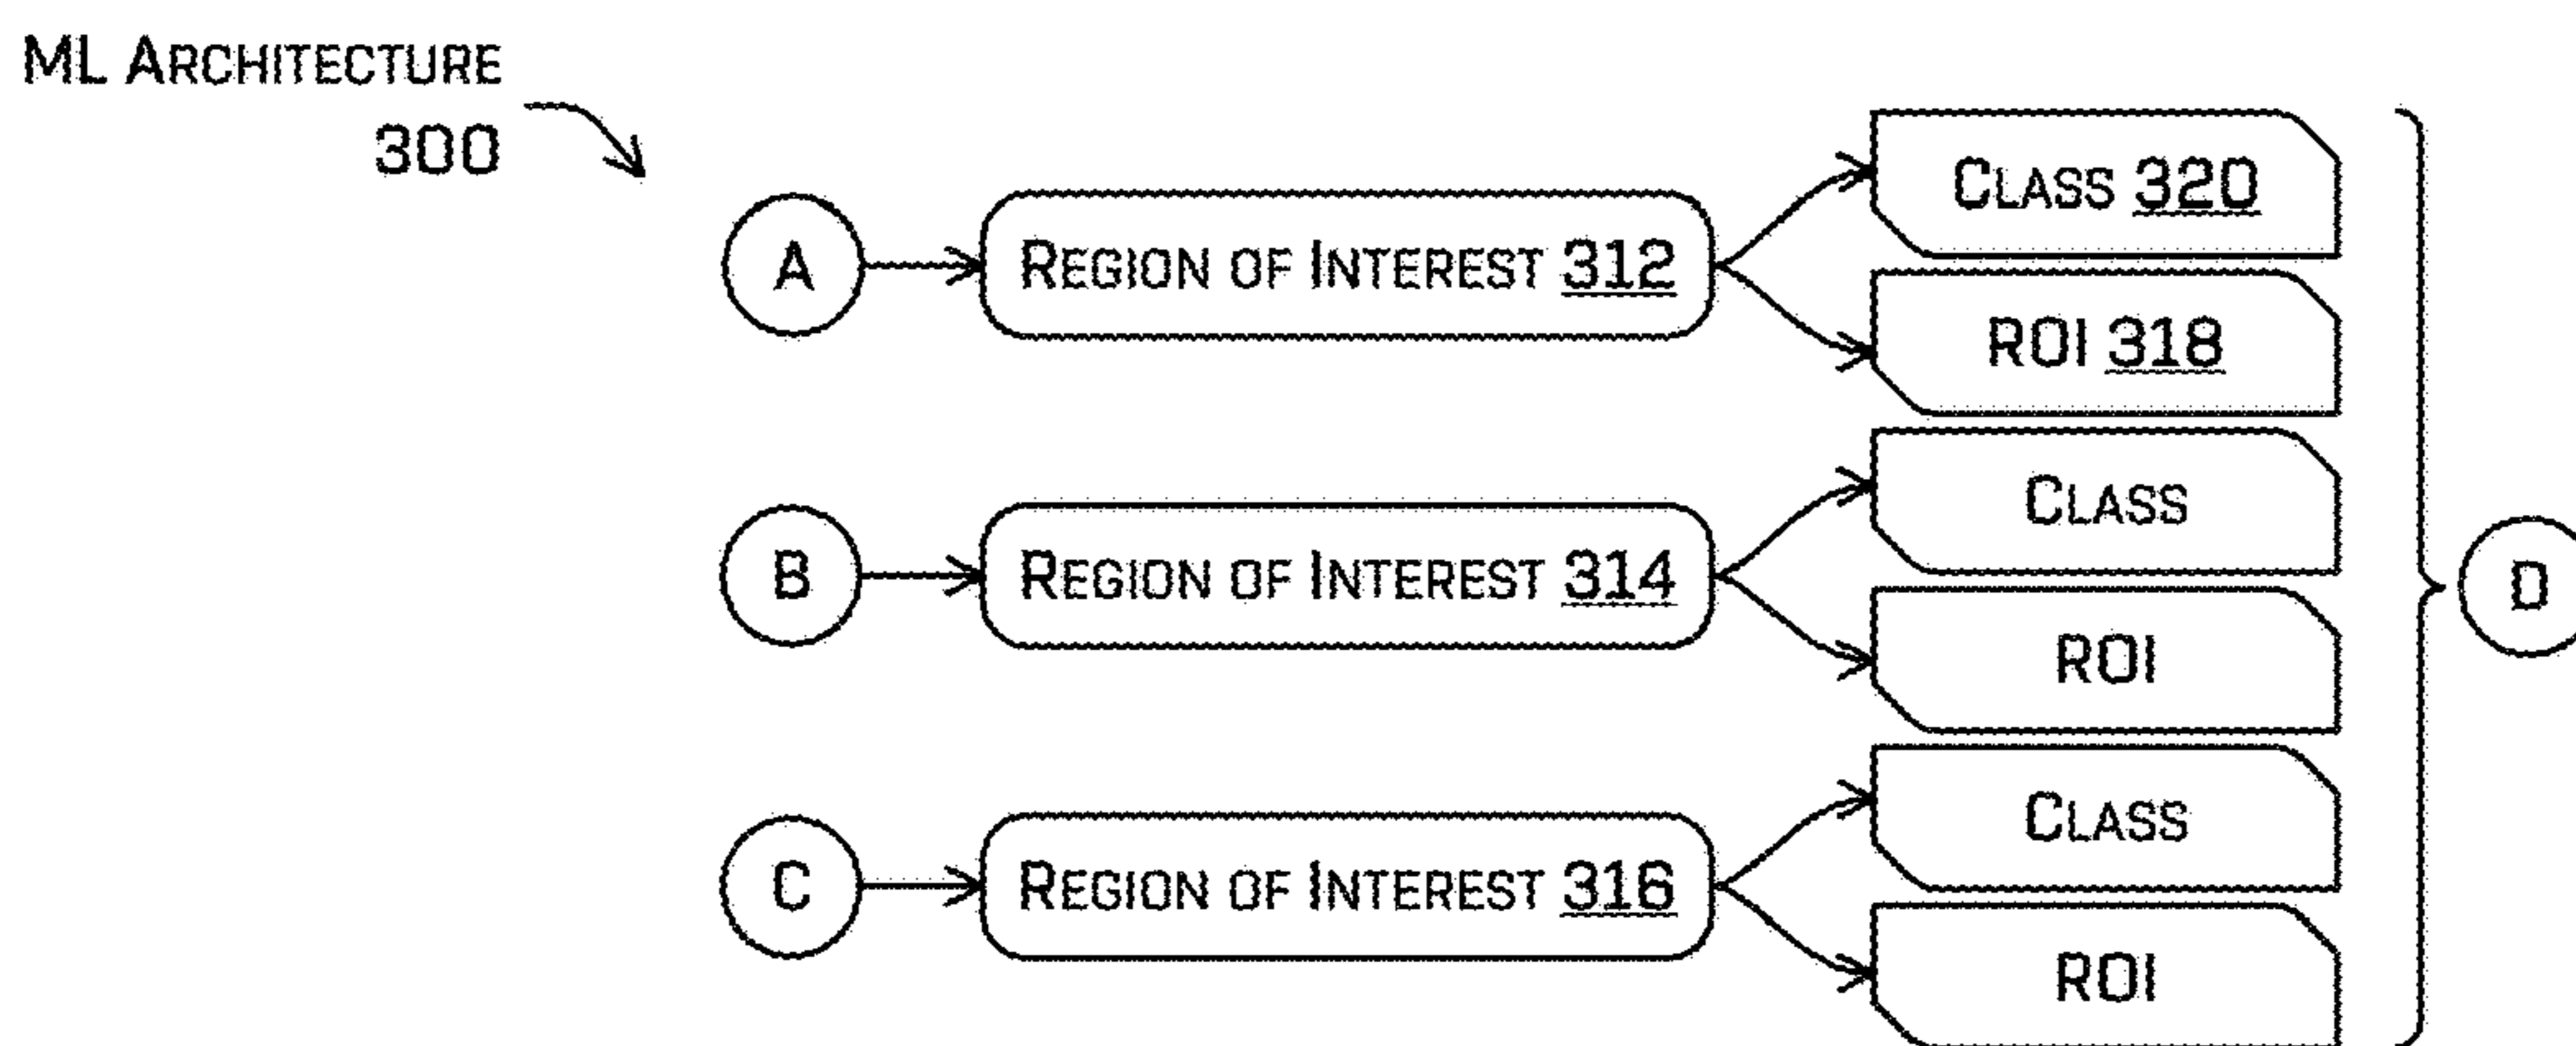 ML ARCHITECTURE
300
A
REGION OF INTEREST 312
CLASS 320
ROI 318
B
REGION OF INTEREST 314
CLASS
ROI
C
REGION OF INTEREST 316
CLASS
ROI
D